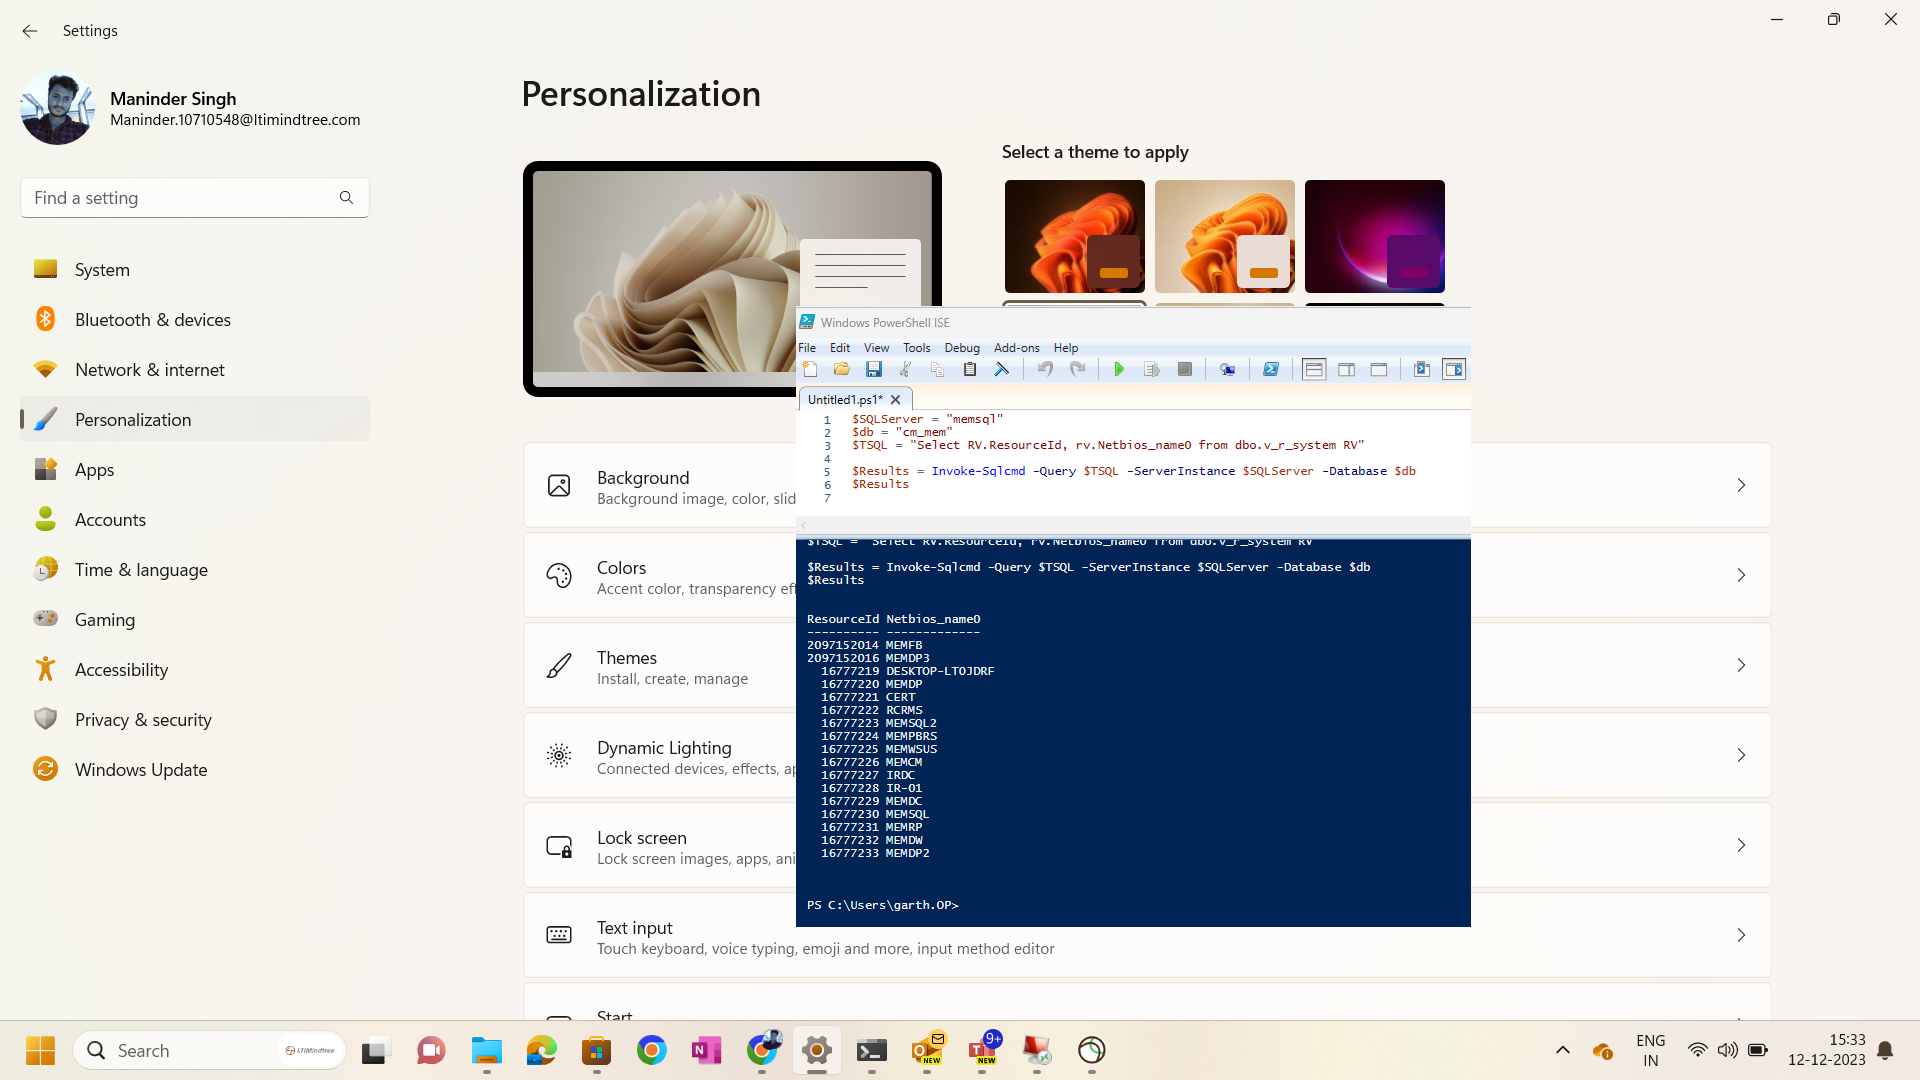 Settings
Maninder Singh
Maninder.10710548@ltimindtree.com
Find a setting
System
Bluetooth & devices
Network & internet
Personalization
Apps
Accounts
Time & language
Gaming
Accessibility
Privacy & security
Windows Update
Personalization
Select a theme to apply
Background
Background image, color, slid
Colors
Accent color, transparency eff
Themes
Install, create, manage
Dynamic Lighting
Connected devices, effects, ap
Lock screen
Lock screen images, apps, ani
Text input
Touch keyboard, voice typing, emoji and more, input method editor
Start
Windows PowerShell ISE
File Edit View Tools Debug Add-ons Help
Untitled1.ps1*
1 $SQLServer = "memsql"
2 $db = "cm_mem"
3 $TSQL = "Select RV.ResourceId, rv.Netbios_name0 from dbo.v_r_system RV"
4
5 $Results = Invoke-Sqlcmd -Query $TSQL -ServerInstance $SQLServer -Database $db
6 $Results
7
$TSQL = "Select RV.ResourceId, rv.Netbios_name0 from dbo.v_r_system RV"
$Results = Invoke-Sqlcmd -Query $TSQL -ServerInstance $SQLServer -Database $db
$Results
ResourceId Netbios_name0
---------- -------------
2097152014 MEMFB
2097152016 MEMDP3
16777219 DESKTOP-LTOJDRF
16777220 MEMDP
16777221 CERT
16777222 RCRMS
16777223 MEMSQL2
16777224 MEMPBRS
16777225 MEMWSUS
16777226 MEMCM
16777227 IRDC
16777228 IR-01
16777229 MEMDC
16777230 MEMSQL
16777231 MEMRP
16777232 MEMDW
16777233 MEMDP2
PS C:\Users\garth.OP>
Search
LTIMindtree
NEW
9+
NEW
ENG
IN
15:33
12-12-2023